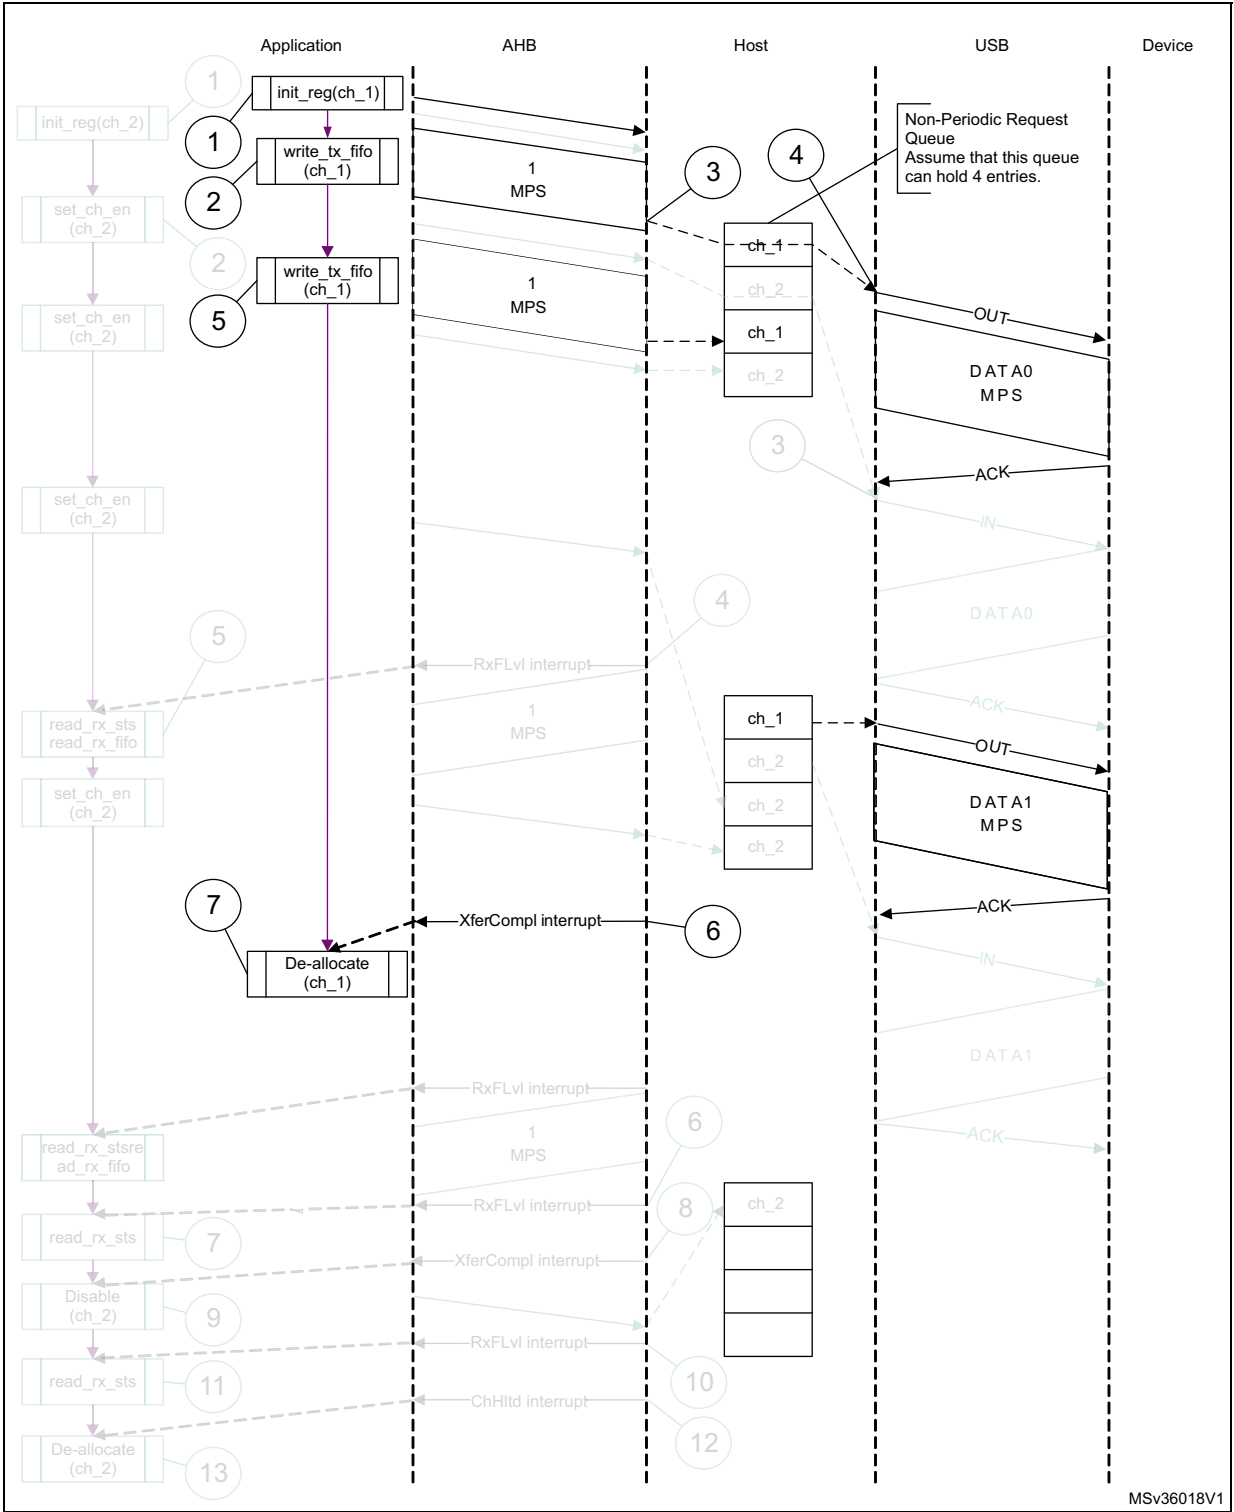 Application
AHB
Host
USB
Device
1
init_reg(ch_1)
init_reg(ch_2)
1
Non-Periodic Request
Queue
Assume that this queue
can hold 4 entries.
write_tx_fifo
(ch_1)
2
1
MPS
3
4
set_ch_en
(ch_2)
2
ch_1
ch_2
ch_1
ch_2
write_tx_fifo
(ch_1)
5
1
MPS
set_ch_en
(ch_2)
OUT
DATA0
MPS
3
ACK
set_ch_en
(ch_2)
IN
4
5
DATA0
RxFLvl interrupt
read_rx_sts
read_rx_fifo
1
MPS
ACK
ch_1
ch_2
ch_2
ch_2
OUT
set_ch_en
(ch_2)
DATA1
MPS
7
XferCompl interrupt
6
ACK
De-allocate
(ch_1)
IN
DATA1
RxFLvl interrupt
read_rx_stsre
ad_rx_fifo
1
MPS
6
ACK
RxFLvl interrupt
8
ch_2
read_rx_sts
7
XferCompl interrupt
Disable
(ch_2)
9
RxFLvl interrupt
10
read_rx_sts
11
ChHltd interrupt
12
De-allocate
(ch_2)
13
MSv36018V1